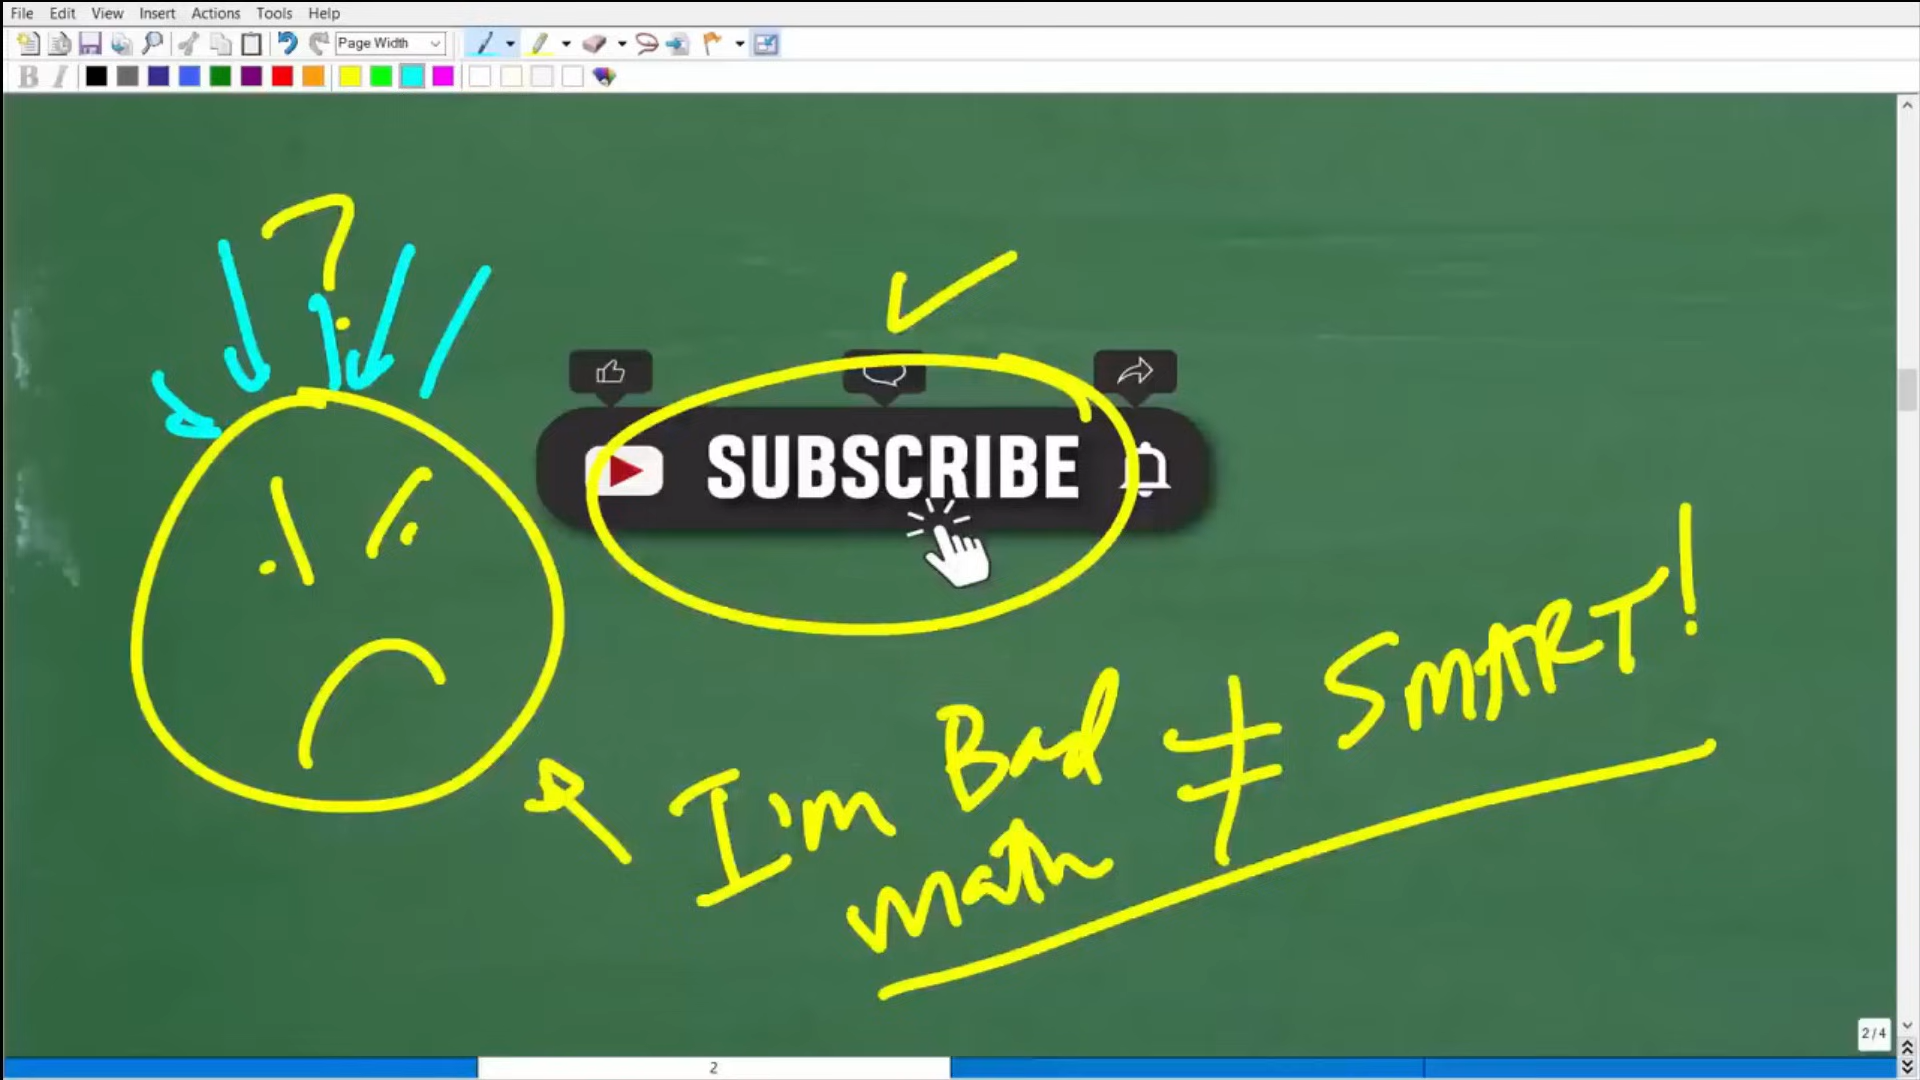 File Edit View Insert Actions Tools Help
Page Width
B I
?
SUBSCRIBE
I'm Bad ≠ SMART!
math
2/4
2